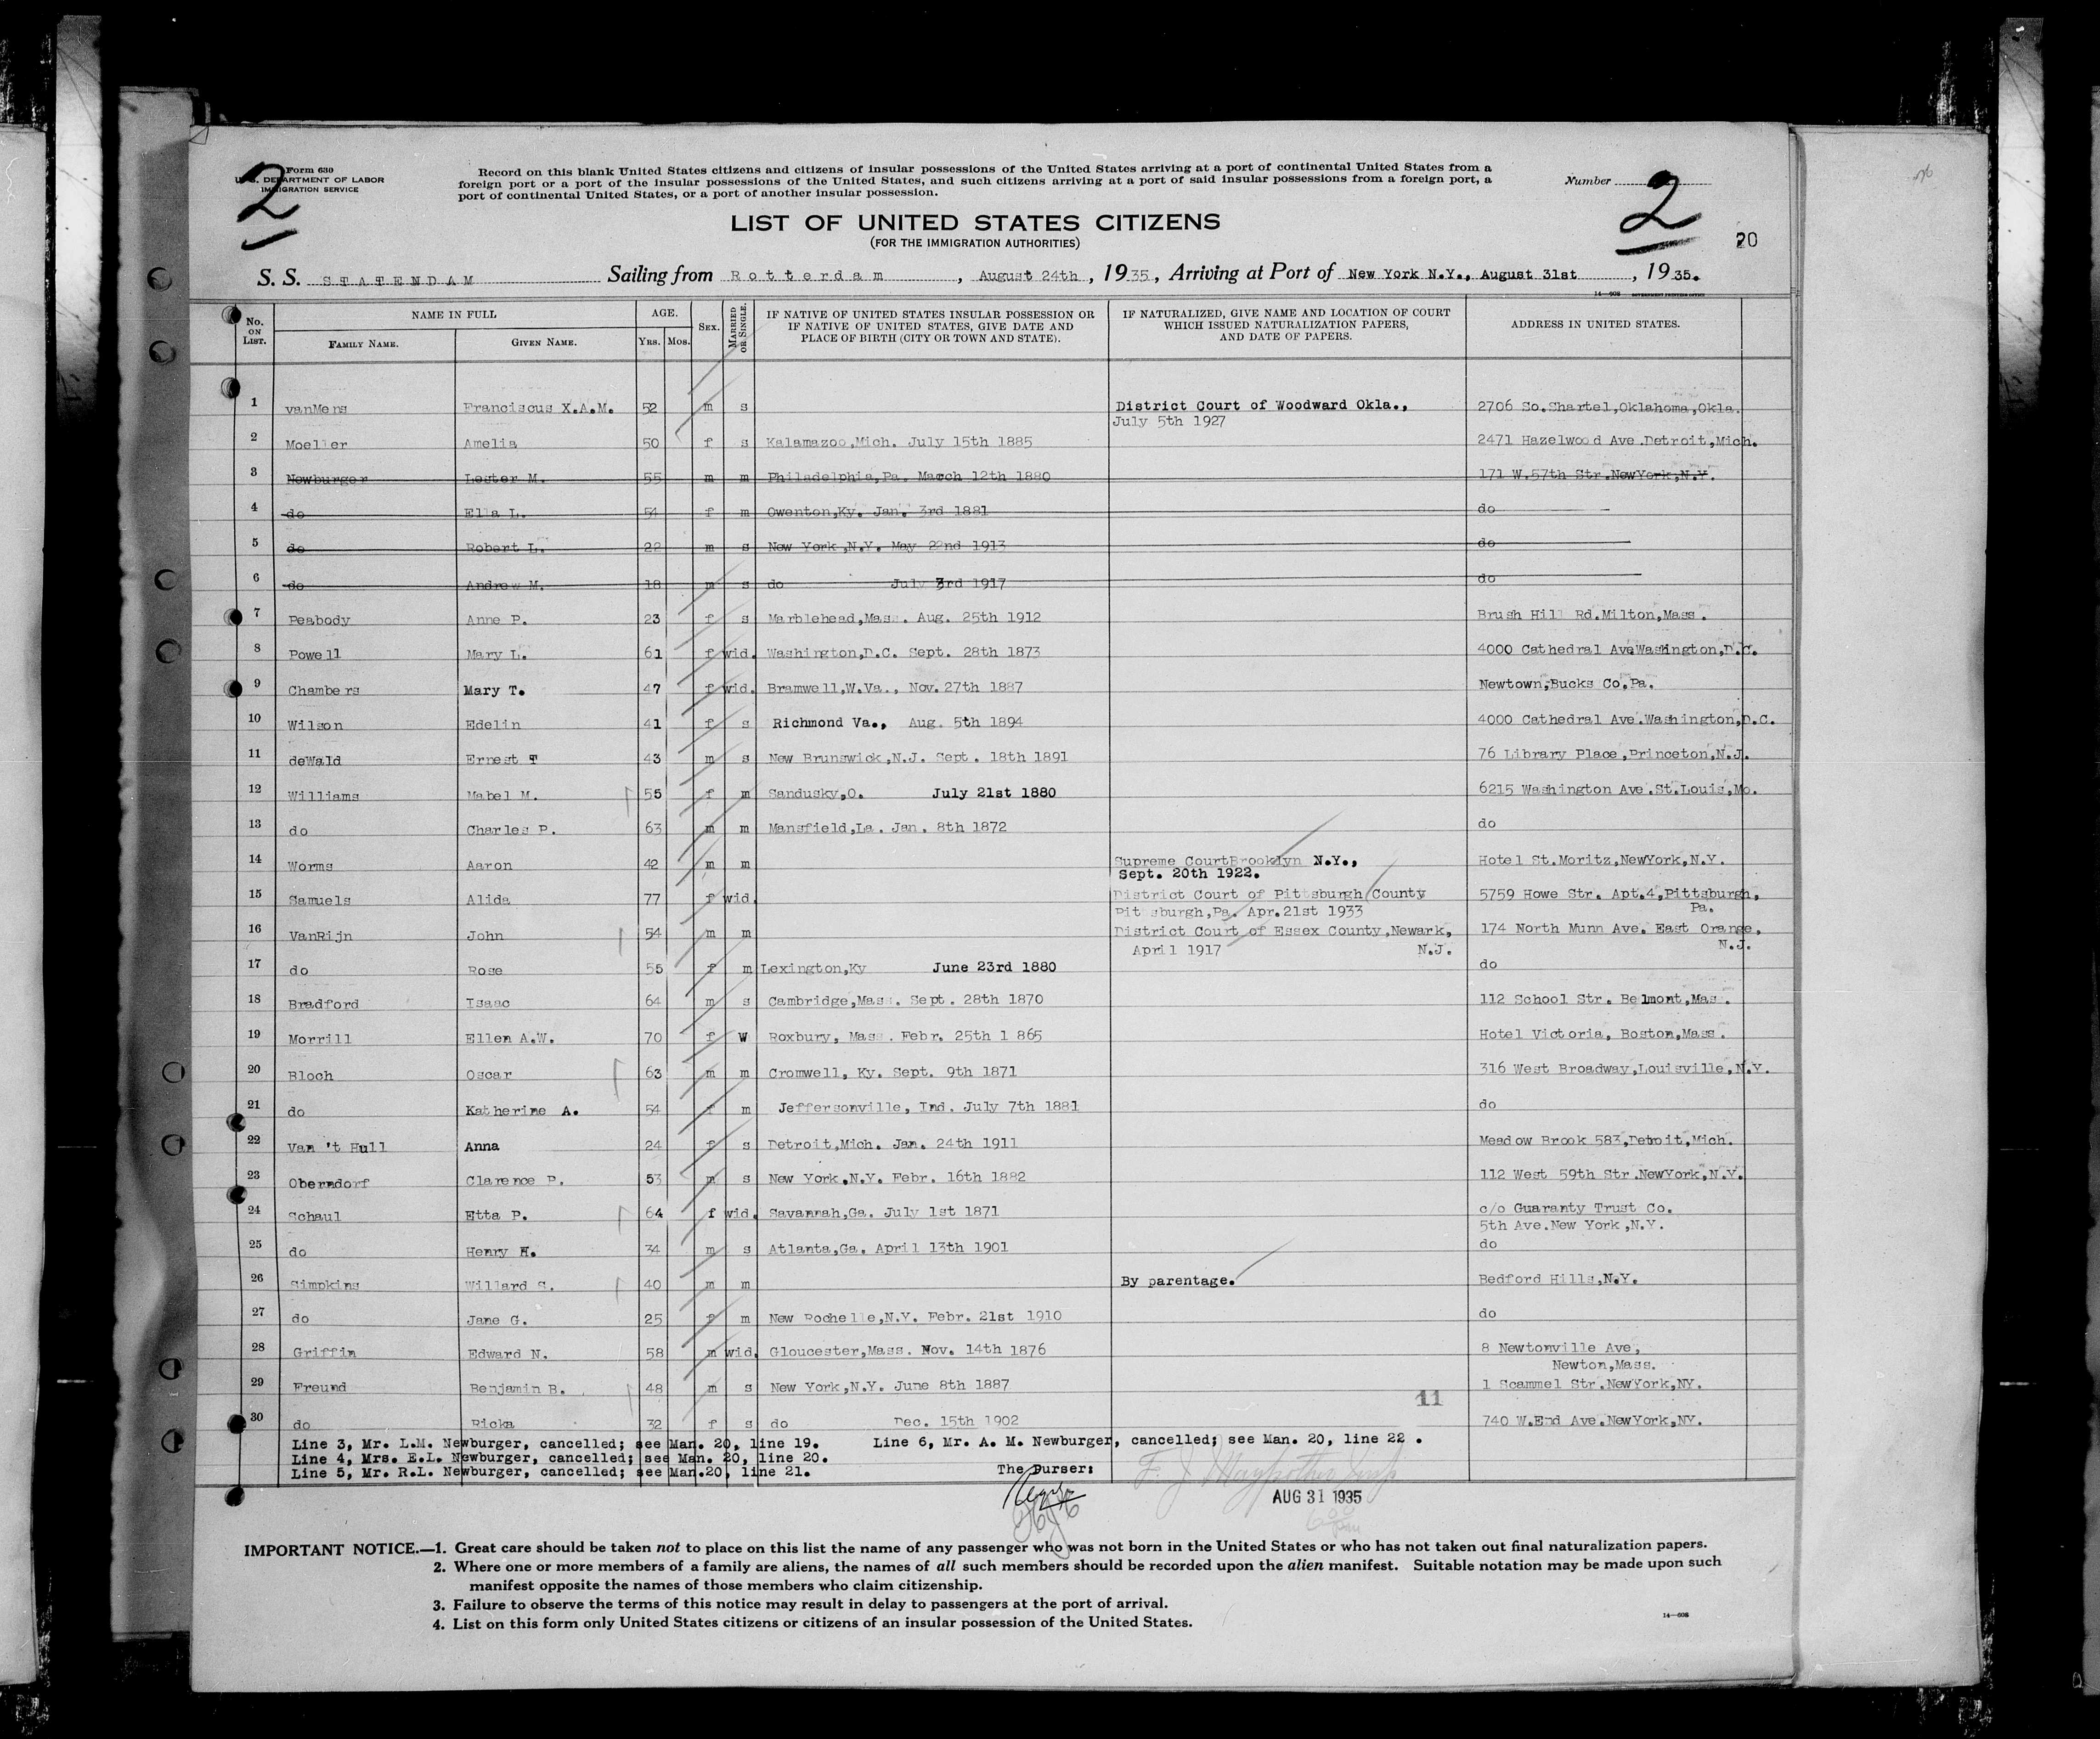 Form 630
U. S. DEPARTMENT OF LABOR
IMMIGRATION SERVICE
2
Record on this blank United States citizens and citizens of insular possessions of the United States arriving at a port of continental United States from a
foreign port or a port of the insular possessions of the United States, and such citizens arriving at a port of said insular possessions from a foreign port, a
port of continental United States, or a port of another insular possession.
Number 2
LIST OF UNITED STATES CITIZENS
(FOR THE IMMIGRATION AUTHORITIES)
20
S. S. STATENDAM Sailing from Rotterdam, August 24th, 1935, Arriving at Port of New York N.Y., August 31st, 1935.
14—608 GOVERNMENT PRINTING OFFICE
No. ON LIST. NAME IN FULL FAMILY NAME. GIVEN NAME. AGE. YRS. MOS. SEX. MARRIED OR SINGLE. IF NATIVE OF UNITED STATES INSULAR POSSESSION OR IF NATIVE OF UNITED STATES, GIVE DATE AND PLACE OF BIRTH (CITY OR TOWN AND STATE). IF NATURALIZED, GIVE NAME AND LOCATION OF COURT WHICH ISSUED NATURALIZATION PAPERS, AND DATE OF PAPERS. ADDRESS IN UNITED STATES.
1 vanMens Franciscus X.A.M. 52 m s District Court of Woodward Okla., 2706 So.Shartel,Oklahoma,Okla.
July 5th 1927
2 Moeller Amelia 50 f s Kalamazoo,Mich. July 15th 1885 2471 Hazelwood Ave.Detroit,Mich.
3 Newburger Lester M. 55 m m Philadelphia,Pa. March 12th 1880 171 W.57th Str.NewYork,N.Y.
4 do Ella L. 54 f m Owenton,Ky. Jan. 3rd 1881 do
5 do Robert L. 22 m s New York,N.Y. May 22nd 1913 do
6 do Andrew M. 18 m s do July 3rd 1917 do
7 Peabody Anne P. 23 f s Marblehead,Mass. Aug. 25th 1912 Brush Hill Rd.Milton,Mass.
8 Powell Mary L. 61 f wid. Washington,D.C. Sept. 28th 1873 4000 Cathedral Ave Washington,D.C.
9 Chambers Mary T. 47 f wid. Bramwell,W.Va., Nov. 27th 1887 Newtown,Bucks Co.Pa.
10 Wilson Edelin 41 f s Richmond Va., Aug. 5th 1894 4000 Cathedral Ave.Washington,D.C.
11 deWald Ernest T 43 m s New Brunswick,N.J. Sept. 18th 1891 76 Library Place,Princeton,N.J.
12 Williams Mabel M. 55 f m Sandusky,O. July 21st 1880 6215 Washington Ave.St.Louis,Mo.
13 do Charles P. 63 m m Mansfield,La. Jan. 8th 1872 do
14 Worms Aaron 42 m m Supreme CourtBrooklyn N.Y., Hotel St.Moritz,NewYork,N.Y.
Sept. 20th 1922.
15 Samuels Alida 77 f wid. District Court of Pittsburgh County 5759 Howe Str. Apt.4,Pittsburgh,
Pittsburgh,Pa. Apr.21st 1933 Pa.
16 VanRijn John 54 m m District Court of Essex County,Newark, 174 North Munn Ave. East Orange,
April 1917 N.J. N.J.
17 do Rose 55 f m Lexington,Ky June 23rd 1880 do
18 Bradford Isaac 64 m s Cambridge,Mass. Sept. 28th 1870 112 School Str. Belmont,Mass.
19 Morrill Ellen A.W. 70 f W Roxbury, Mass. Febr. 25th 1 865 Hotel Victoria, Boston,Mass.
20 Bloch Oscar 63 m m Cromwell, Ky. Sept. 9th 1871 316 West Broadway,Louisville,N.Y.
21 do Katherine A. 54 f m Jeffersonville, Ind. July 7th 1881 do
22 Van 't Hull Anna 24 f s Detroit,Mich. Jan. 24th 1911 Meadow Brook 583,Detroit,Mich.
23 Oberndorf Clarence P. 53 m s New York.N.Y. Febr. 16th 1882 112 West 59th Str.NewYork,N.Y.
24 Schaul Etta P. 64 f wid. Savannah,Ga. July 1st 1871 c/o Guaranty Trust Co.
5th Ave.New York,N.Y.
25 do Henry H. 34 m s Atlanta,Ga. April 13th 1901 do
26 Simpkins Willard S. 40 m m By parentage. Bedford Hills,N.Y.
27 do Jane G. 25 f m New Rochelle,N.Y. Febr. 21st 1910 do
28 Griffin Edward N. 58 m wid. Gloucester,Mass. Nov. 14th 1876 8 Newtonville Ave,
Newton,Mass.
29 Freund Benjamin B. 48 m s New York,N.Y. June 8th 1887 1 Scammel Str.NewYork,NY.
11
30 do Ricka 32 f s do Dec. 15th 1902 740 W.End Ave.NewYork,NY.
Line 3, Mr. L.M. Newburger, cancelled; see Man. 20, line 19. Line 6, Mr. A. M. Newburger, cancelled; see Man. 20, line 22.
Line 4, Mrs. E.L. Newburger, cancelled; see Man. 20, line 20.
Line 5, Mr. R.L. Newburger, cancelled; see Man.20, line 21. The Purser:
AUG 31 1935
IMPORTANT NOTICE.—1. Great care should be taken not to place on this list the name of any passenger who was not born in the United States or who has not taken out final naturalization papers.
2. Where one or more members of a family are aliens, the names of all such members should be recorded upon the alien manifest. Suitable notation may be made upon such
manifest opposite the names of those members who claim citizenship.
3. Failure to observe the terms of this notice may result in delay to passengers at the port of arrival.
4. List on this form only United States citizens or citizens of an insular possession of the United States.
14—608